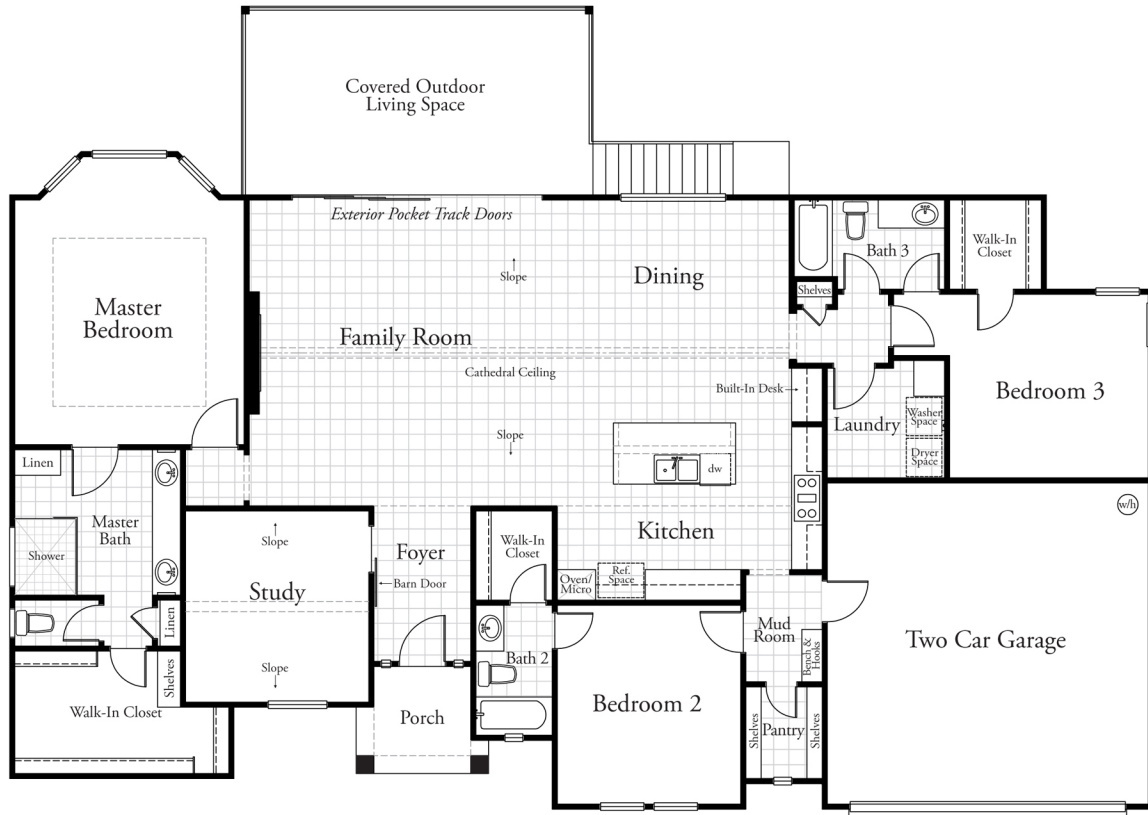 Covered Outdoor
Living Space
Exterior Pocket Track Doors
Slope
Dining
Bath 3
Walk-In
Closet
Shelves
Master
Bedroom
Family Room
Cathedral Ceiling
Built-In Desk
Bedroom 3
Washer
Space
Laundry
Dryer
Space
Slope
dw
Linen
Master
Bath
Shower
Linen
Shelves
Walk-In Closet
Slope
Study
Slope
Foyer
Barn Door
Porch
Walk-In
Closet
Kitchen
Oven/
Micro
Ref.
Space
Bath 2
Bedroom 2
Mud
Room
Bench &
Hooks
Shelves
Pantry
Shelves
w/h
Two Car Garage